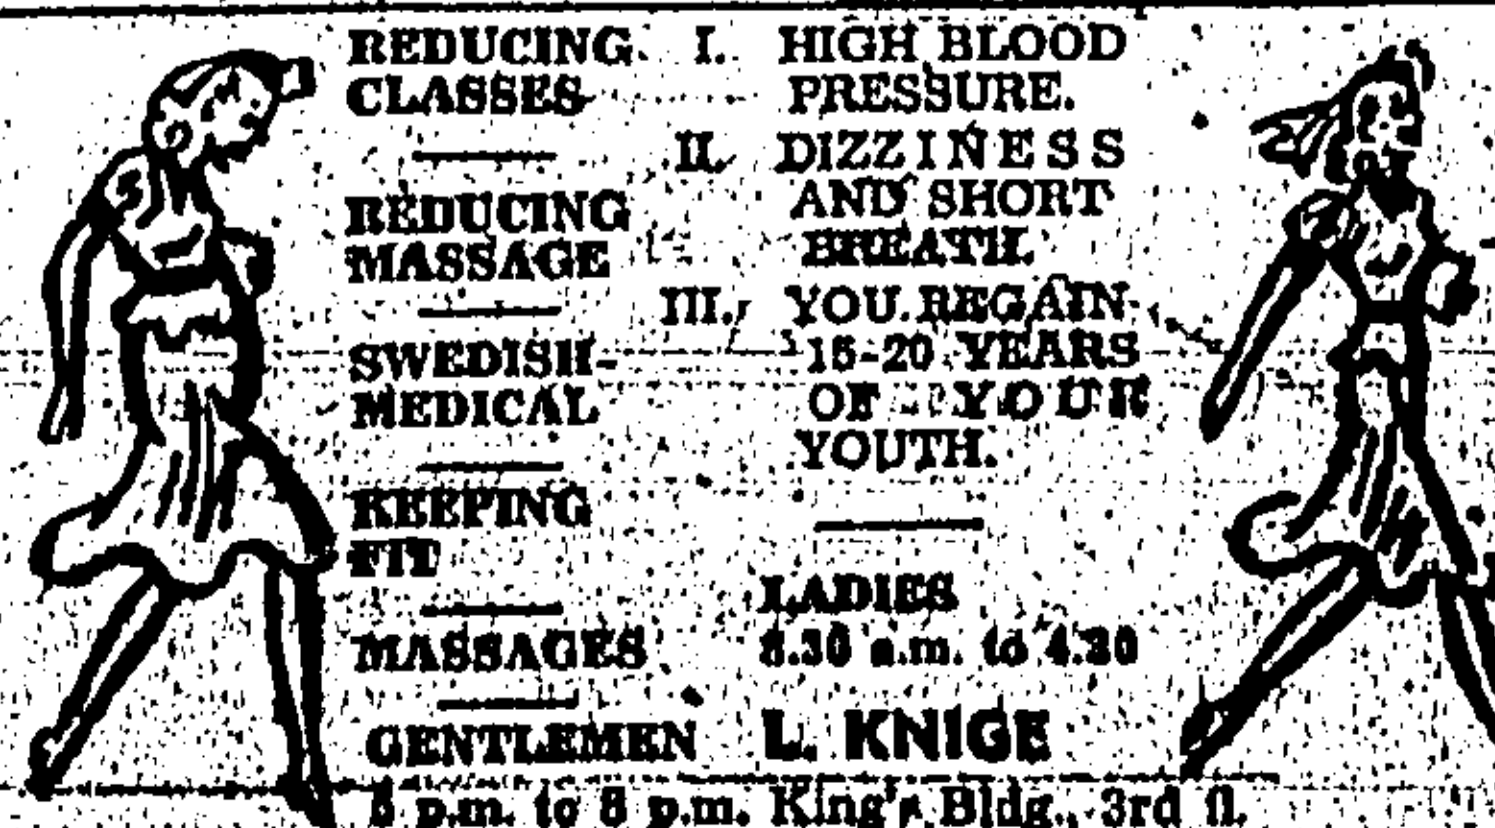 REDUCING
CLASSES
REDUCING
MASSAGE
SWEDISH-
MEDICAL
KEEPING
FIT
MASSAGES
GENTLEMEN
5 p.m. to 8 p.m.
I. HIGH BLOOD
PRESSURE.
II. DIZZINESS
AND SHORT
BREATH.
III. YOU REGAIN
15-20 YEARS
OF YOUR
YOUTH.
LADIES
8.30 a.m. to 4.30
L. KNIGE
King's Bldg., 3rd fl.